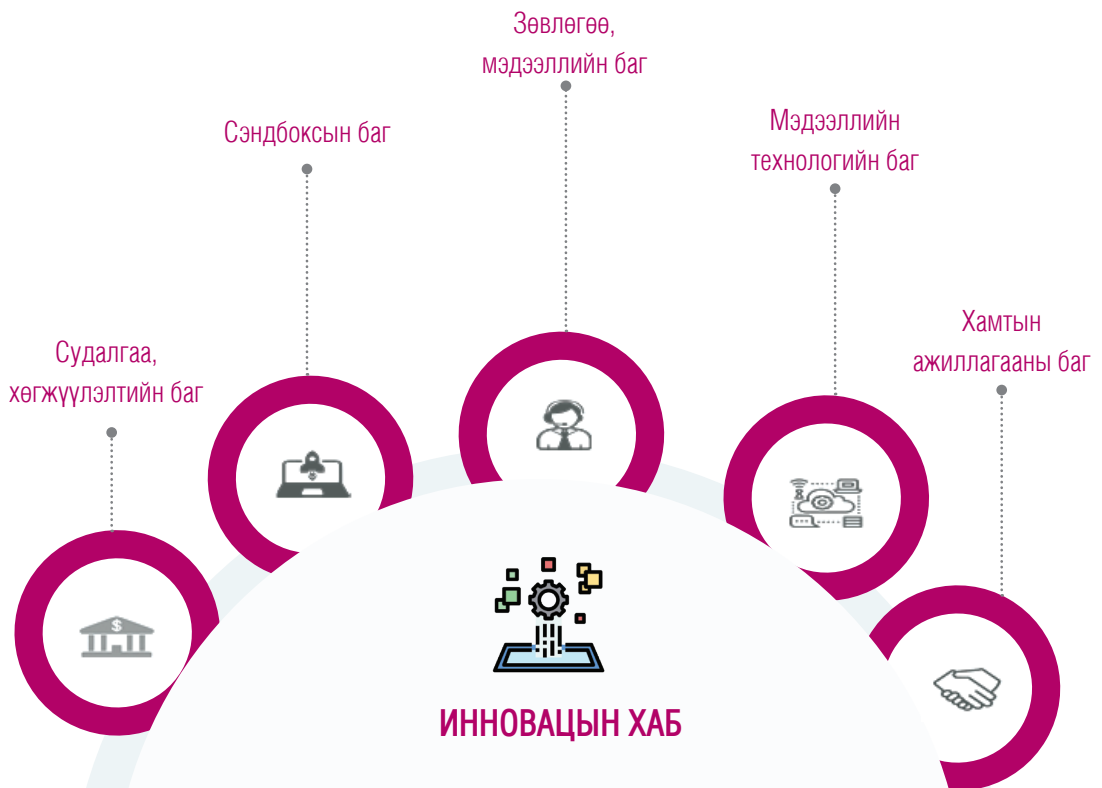 Зөвлөгөө,
мэдээллийн баг
Сэндбоксын баг
Мэдээллийн
технологийн баг
Судалгаа,
хөгжүүлэлтийн баг
Хамтын
ажиллагааны баг
$
ИННОВАЦЫН ХАБ